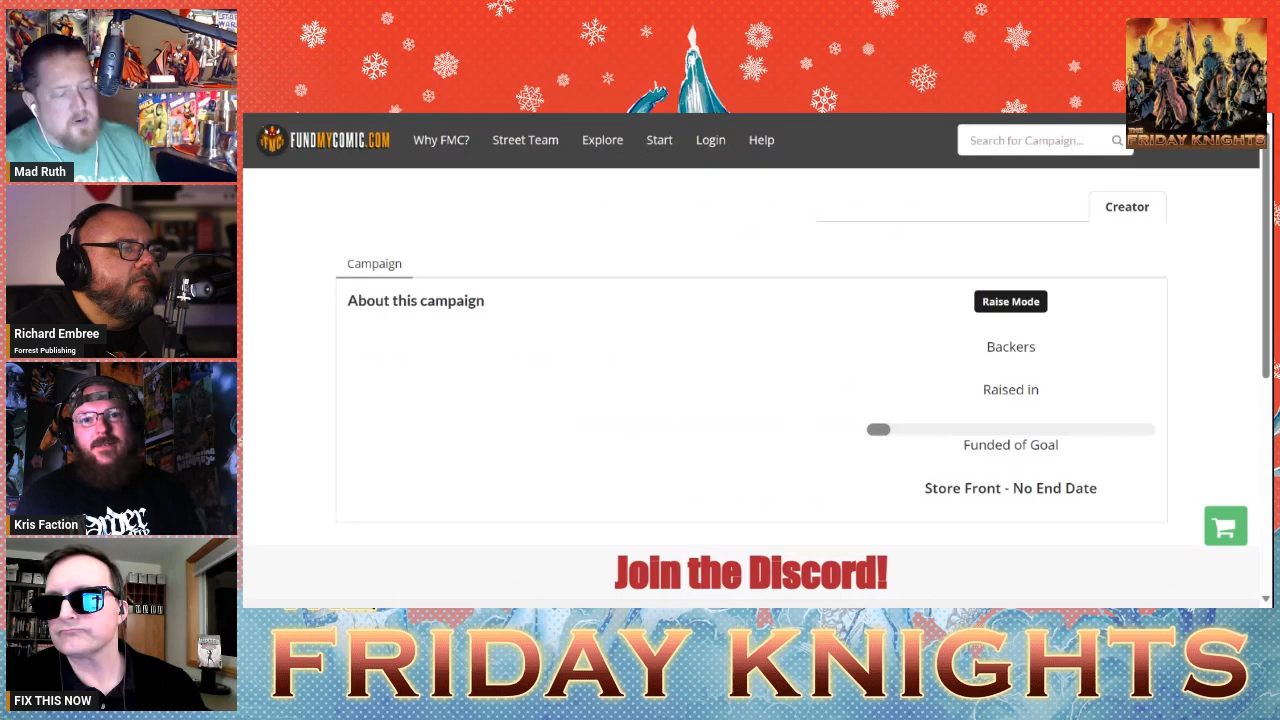 Mad Ruth
Richard Embree
Forrest Publishing
Kris Faction
FIX THIS NOW
FUNDMYCOMIC.COM
Why FMC?
Street Team
Explore
Start
Login
Help
Search for Campaign...
THE
FRIDAY KNIGHTS
Creator
Campaign
About this campaign
Raise Mode
Backers
Raised in
Funded of Goal
Store Front - No End Date
Join the Discord!
FRIDAY KNIGHTS